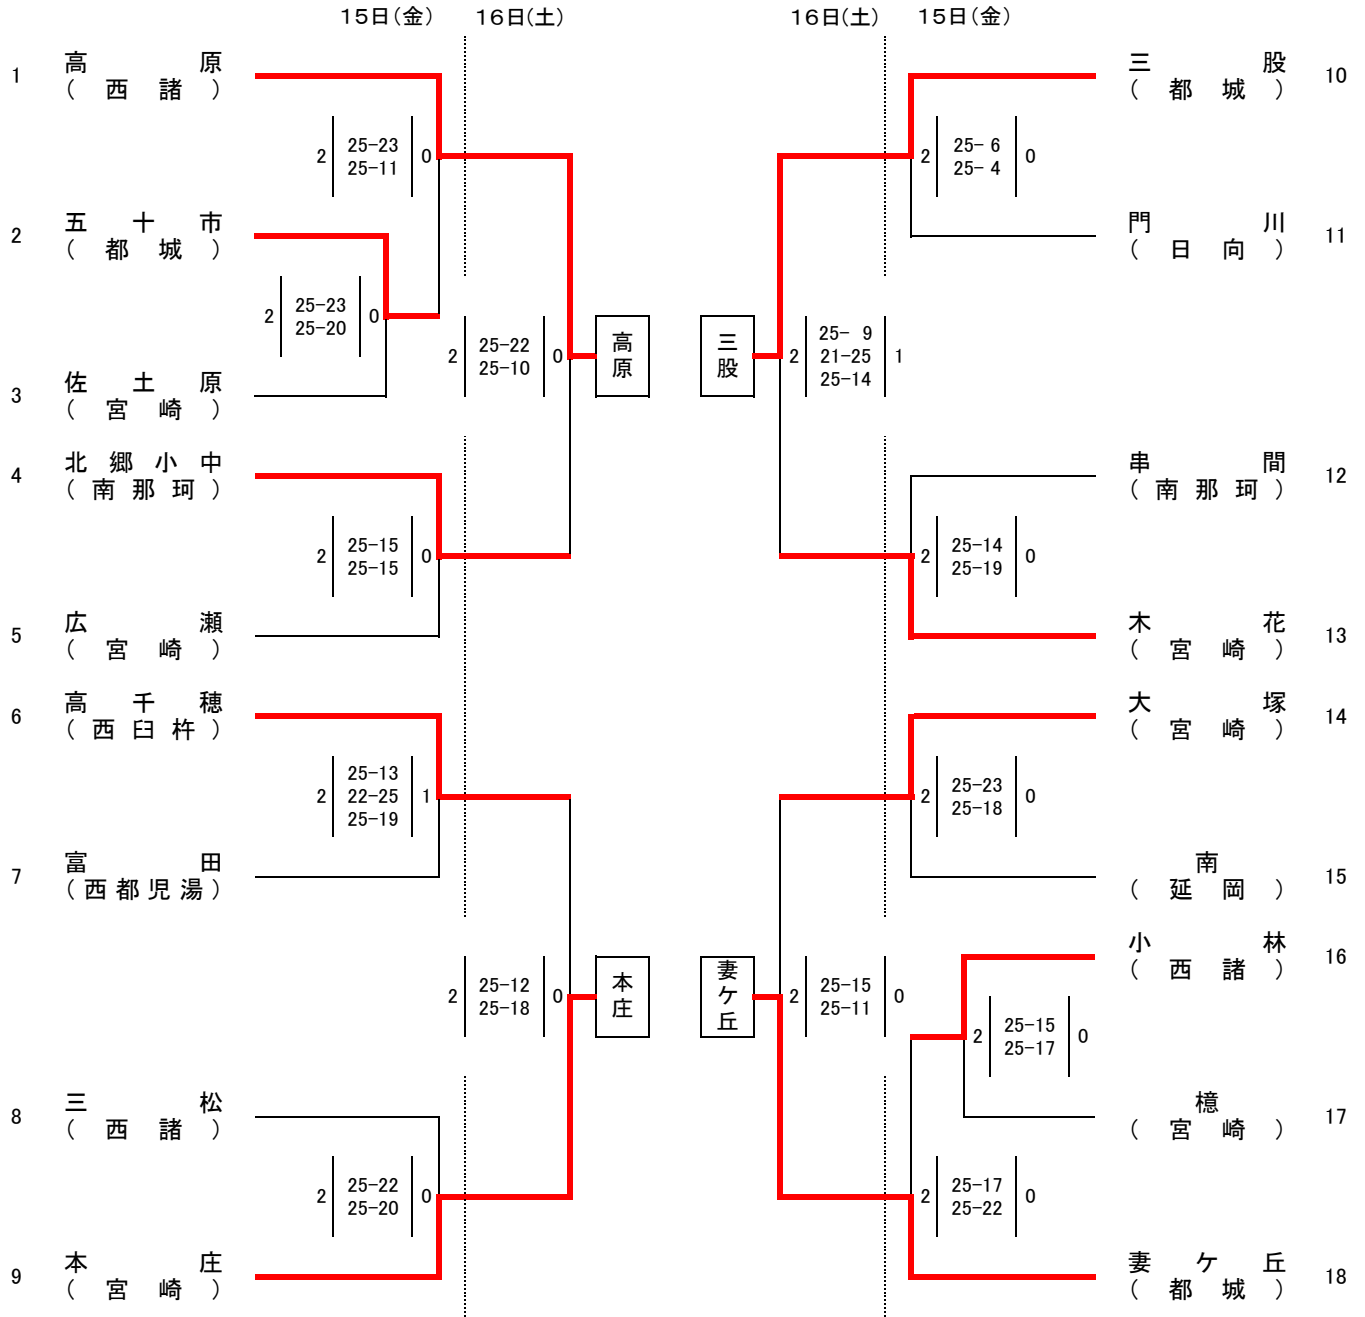 15日(金) 16日(土) 16日(土) 15日(金)
1 高原
(西諸)
2 25-23 0
25-11
2 五十市
(都城)
2 25-23 0
25-20
3 佐土原
(宮崎)
2 25-22 0
25-10
高原
4 北郷小中
(南那珂)
2 25-15 0
25-15
5 広瀬
(宮崎)
6 高千穂
(西臼杵)
2 25-13 1
22-25
25-19
7 富田
(西都児湯)
2 25-12 0
25-18
本庄
8 三松
(西諸)
2 25-22 0
25-20
9 本庄
(宮崎)
三股 10
(都城)
2 25- 6 0
25- 4
門川 11
(日向)
三股
2 25- 9 1
21-25
25-14
串間 12
(南那珂)
2 25-14 0
25-19
木花 13
(宮崎)
大塚 14
(宮崎)
2 25-23 0
25-18
南 15
(延岡)
妻ケ丘
2 25-15 0
25-11
小林 16
(西諸)
2 25-15 0
25-17
檍 17
(宮崎)
2 25-17 0
25-22
妻ケ丘 18
(都城)